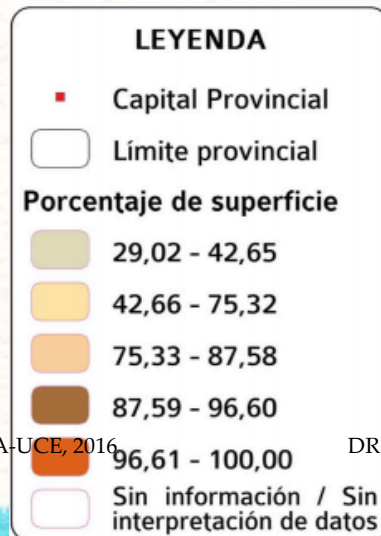 LEYENDA
Capital Provincial
Límite provincial
Porcentaje de superficie
29,02 - 42,65
42,66 - 75,32
75,33 - 87,58
87,59 - 96,60
A-UCE, 2016
DR
96,61 - 100,00
Sin información / Sin
interpretación de datos